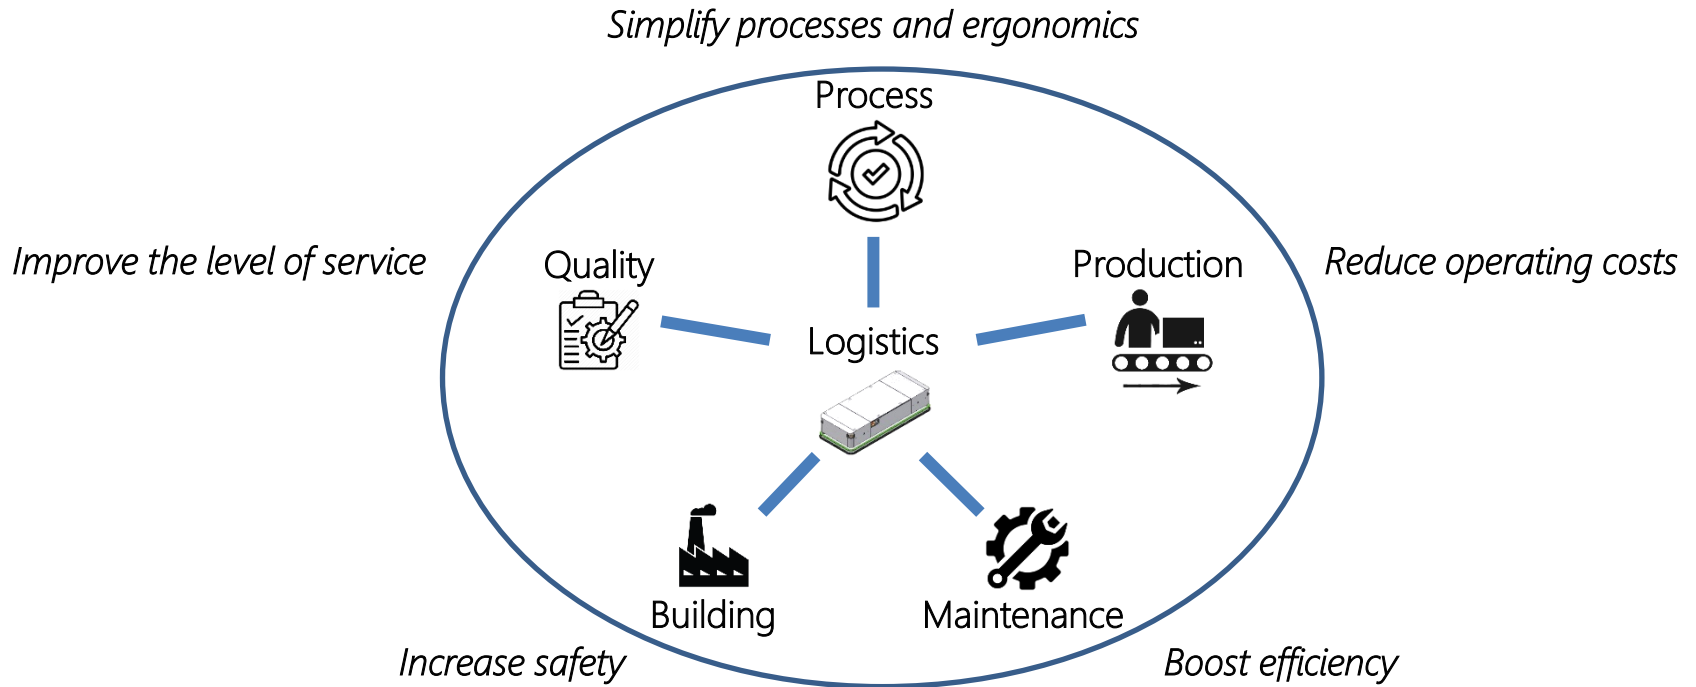 Simplify processes and ergonomics
Process
Improve the level of service
Quality
Production
Reduce operating costs
Logistics
Building
Maintenance
Increase safety
Boost efficiency